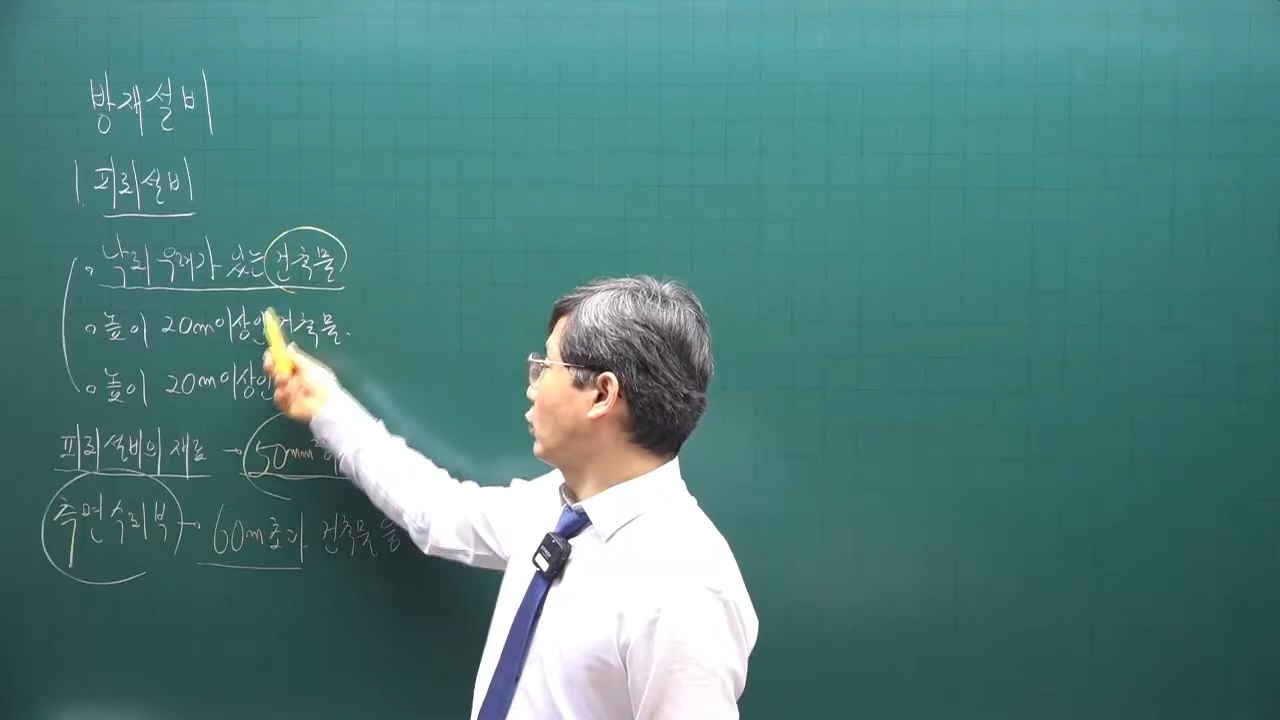 방재설비
1 피뢰설비
• 낙뢰 우려가 있는 건축물
• 높이 20m 이상인 건축물.
• 높이 20m 이상인
피뢰설비의 재료 → 50mm²
측면 수뢰부 → 60m 초과 건축물 등